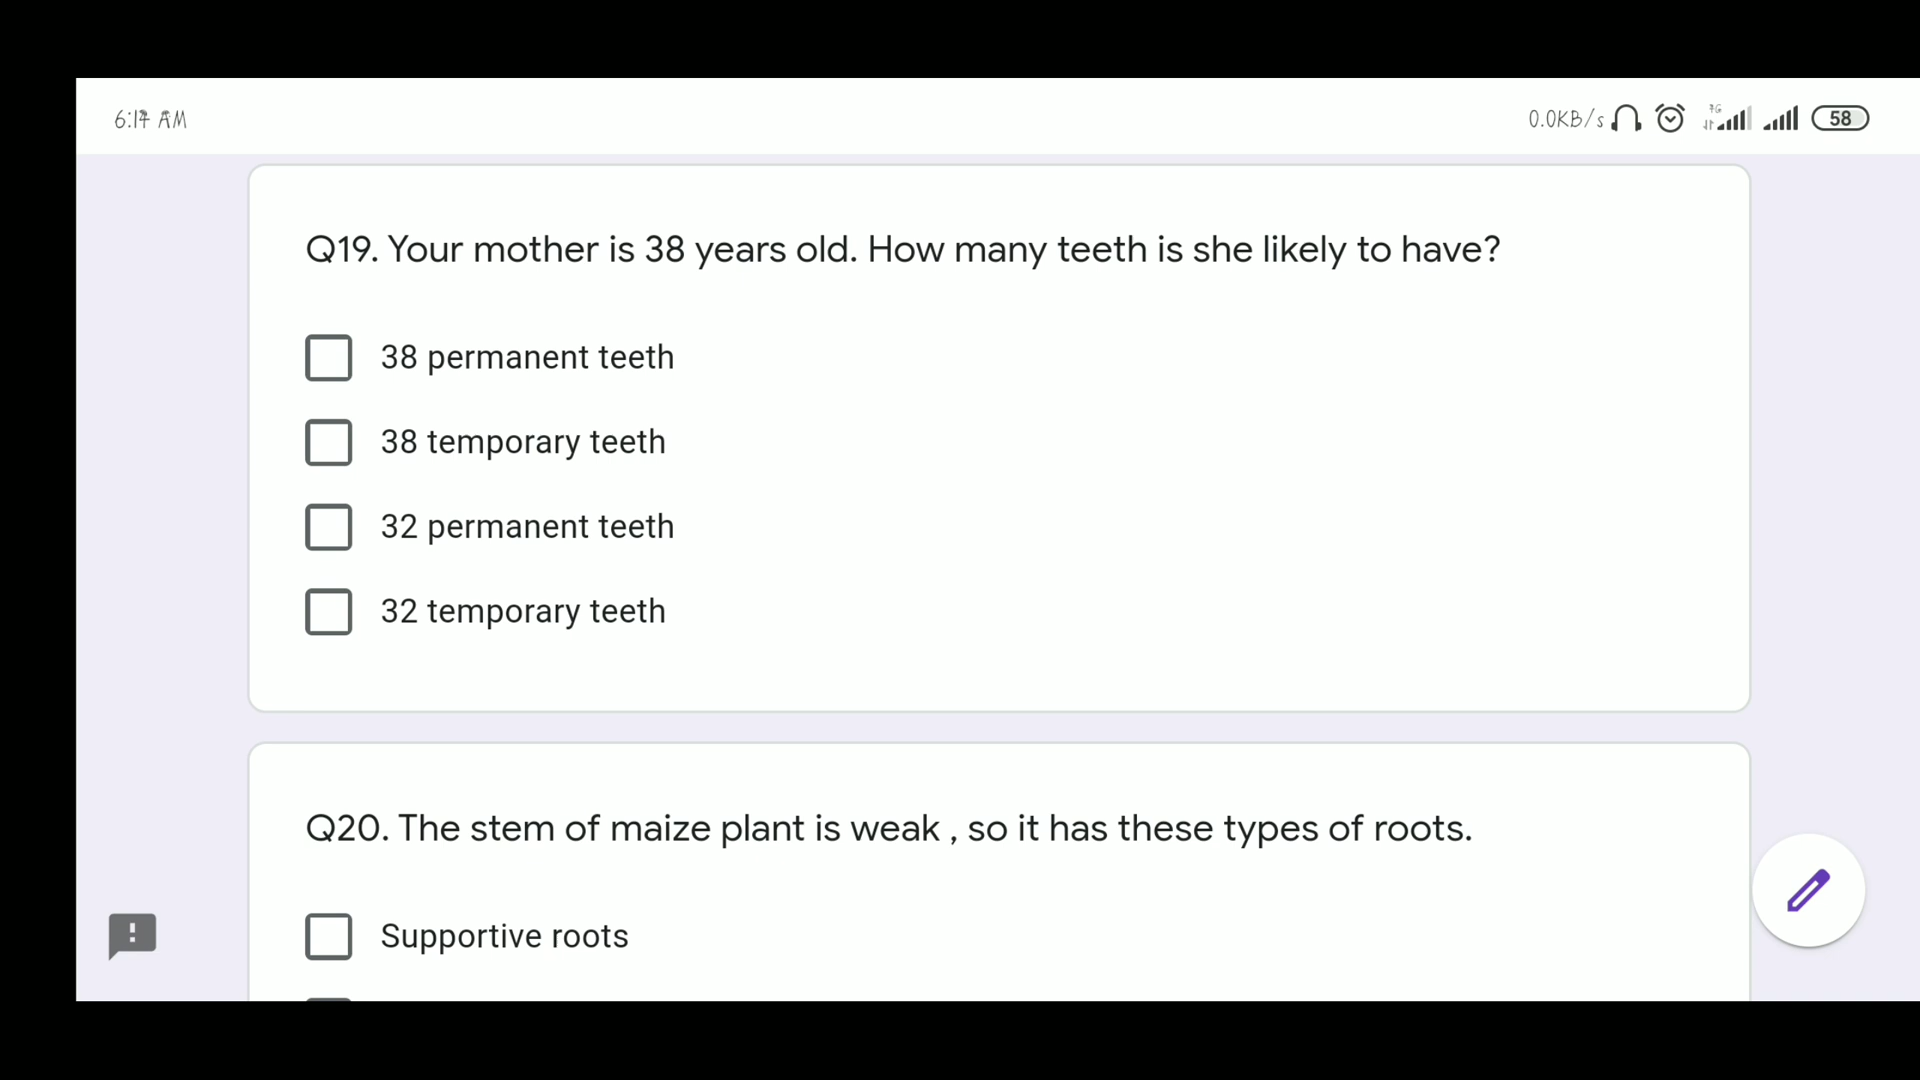 6:17 AM
0.0KB/s 58
Q19. Your mother is 38 years old. How many teeth is she likely to have?
38 permanent teeth
38 temporary teeth
32 permanent teeth
32 temporary teeth
Q20. The stem of maize plant is weak , so it has these types of roots.
Supportive roots